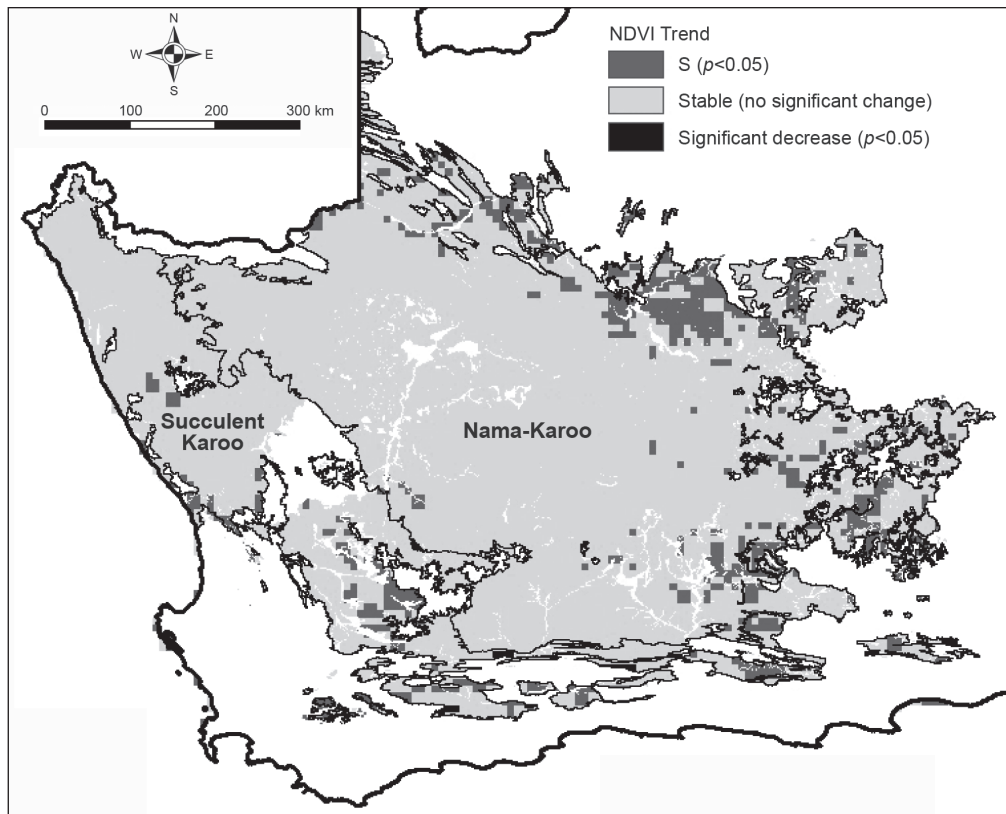 N
W E
S
0 100 200 300 km
NDVI Trend
S (p<0.05)
Stable (no significant change)
Significant decrease (p<0.05)
Succulent
Karoo
Nama-Karoo